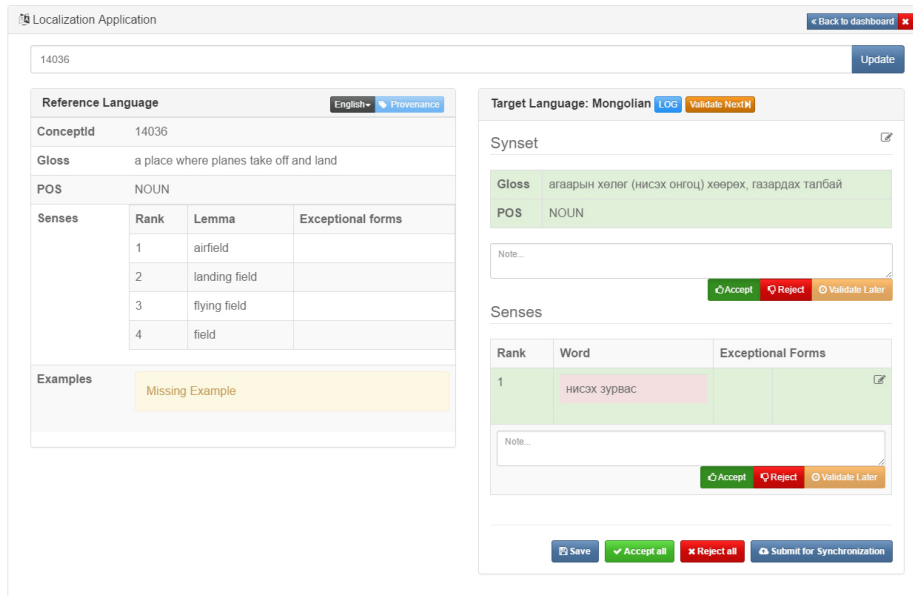 Localization Application
« Back to dashboard
14036
Update
Reference Language
English
Provenance
ConceptId 14036
Gloss a place where planes take off and land
POS NOUN
Senses Rank Lemma Exceptional forms
1 airfield
2 landing field
3 flying field
4 field
Examples Missing Example
Target Language: Mongolian LOG Validate Next
Synset
Gloss агаарын хөлөг (нисэх онгоц) хөөрөх, газардах талбай
POS NOUN
Note...
Accept Reject Validate Later
Senses
Rank Word Exceptional Forms
1 нисэх зурвас
Note...
Accept Reject Validate Later
Save Accept all Reject all Submit for Synchronization